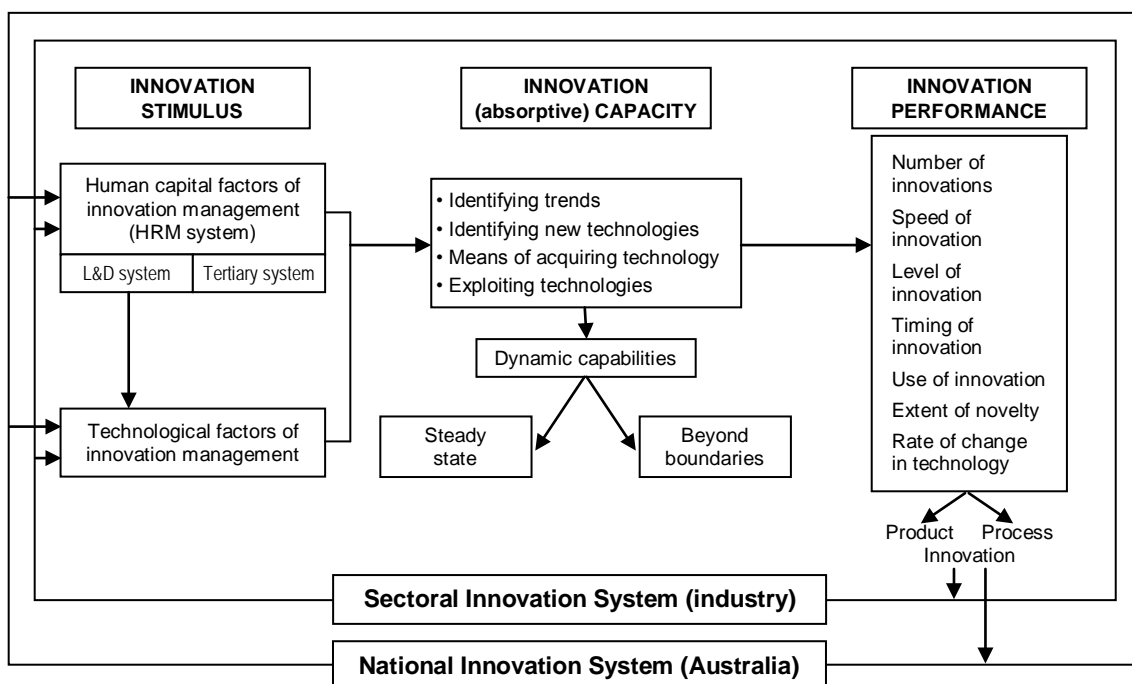 INNOVATION
STIMULUS
INNOVATION
(absorptive) CAPACITY
INNOVATION
PERFORMANCE
Human capital factors of
innovation management
(HRM system)
L&D system
Tertiary system
Technological factors of
innovation management
• Identifying trends
• Identifying new technologies
• Means of acquiring technology
• Exploiting technologies
Dynamic capabilities
Steady
state
Beyond
boundaries
Number of
innovations
Speed of
innovation
Level of
innovation
Timing of
innovation
Use of innovation
Extent of novelty
Rate of change
in technology
Product Process
Innovation
Sectoral Innovation System (industry)
National Innovation System (Australia)